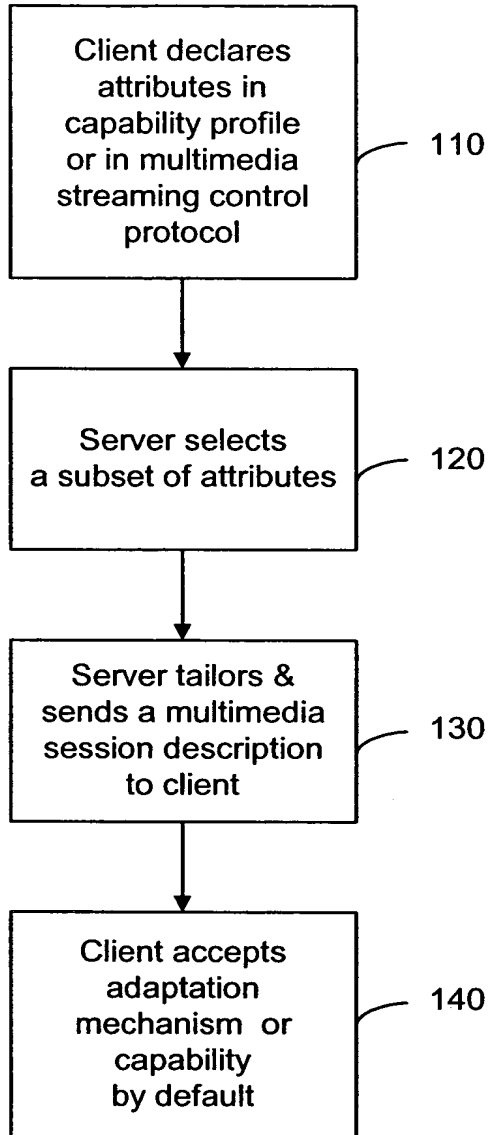 Client declares
attributes in
capability profile
or in multimedia
streaming control
protocol
110
Server selects
a subset of attributes
120
Server tailors &
sends a multimedia
session description
to client
130
Client accepts
adaptation
mechanism or
capability
by default
140